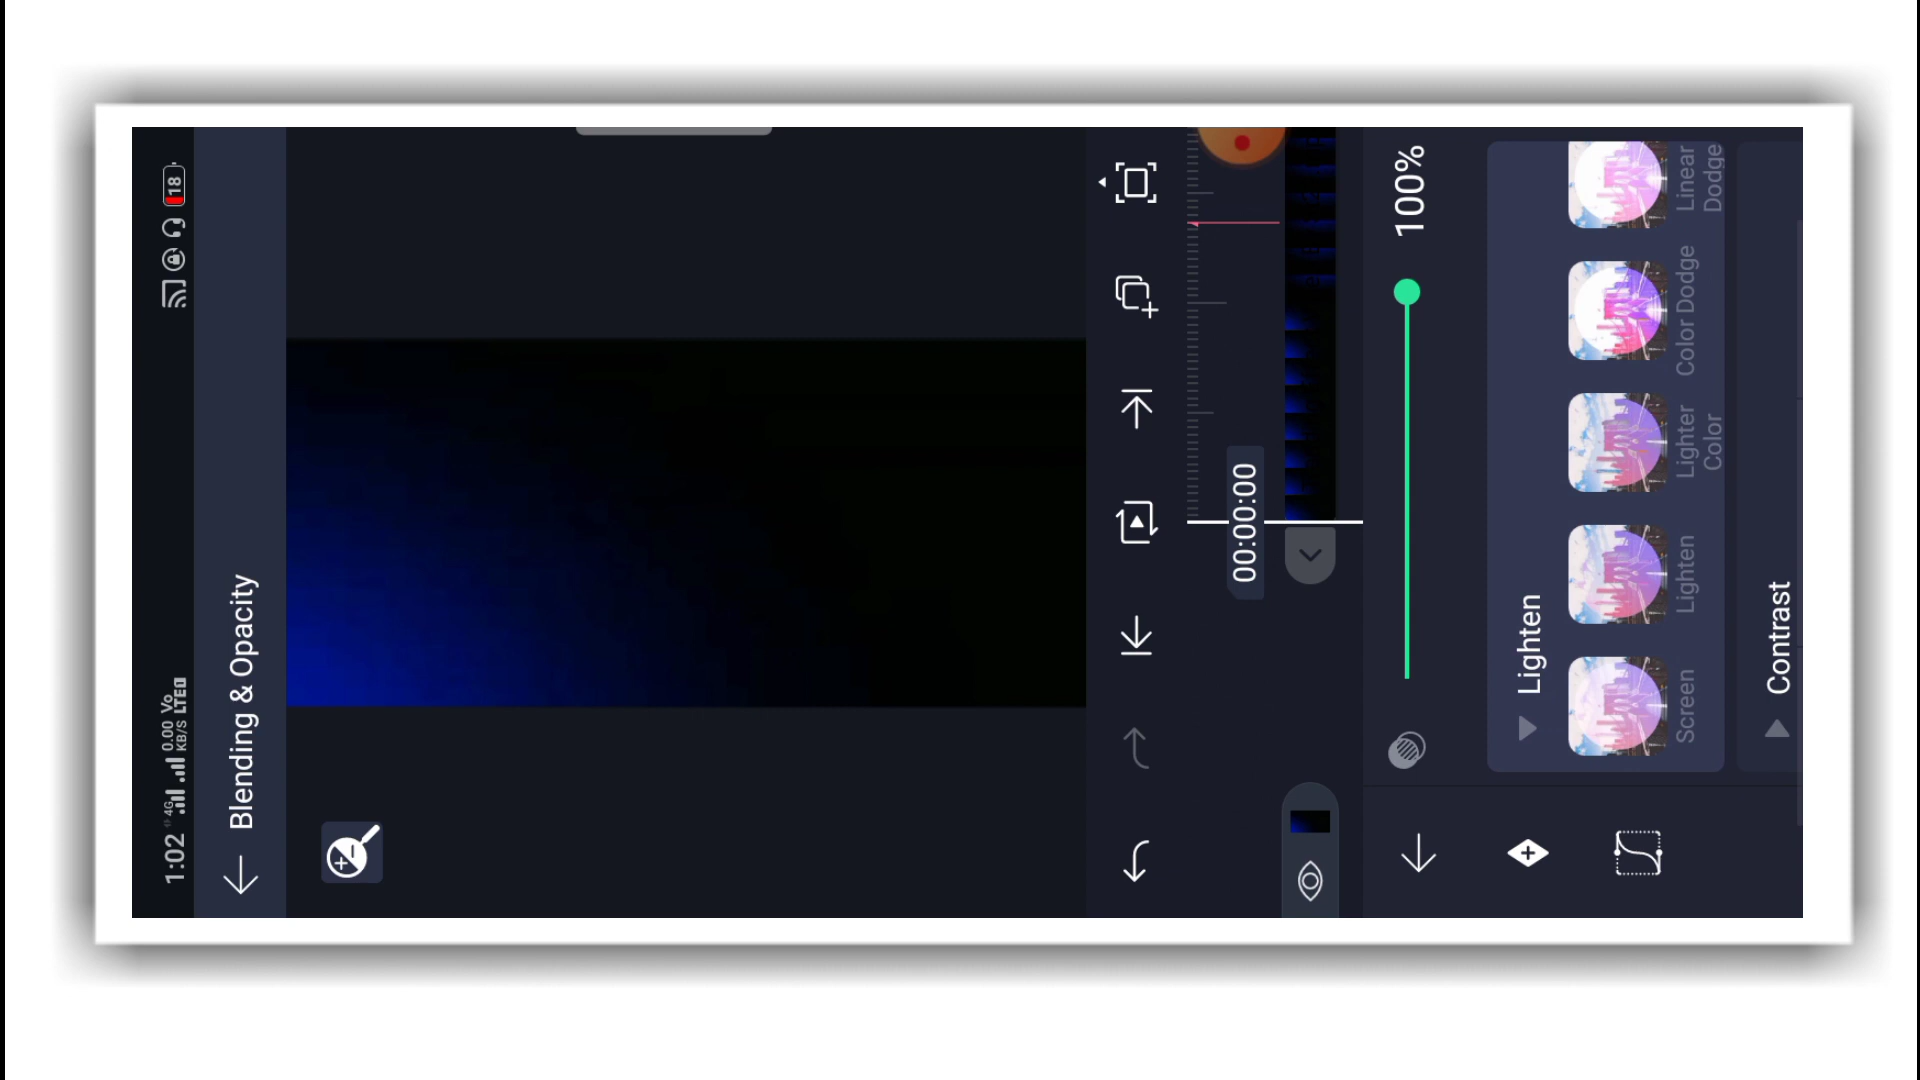 1:02 4G 0.00 KB/S Vo LTE1 18
Blending & Opacity
00:00:00
100%
Lighten
Screen
Lighten
Lighter
Color
Color Dodge
Linear
Dodge
Contrast